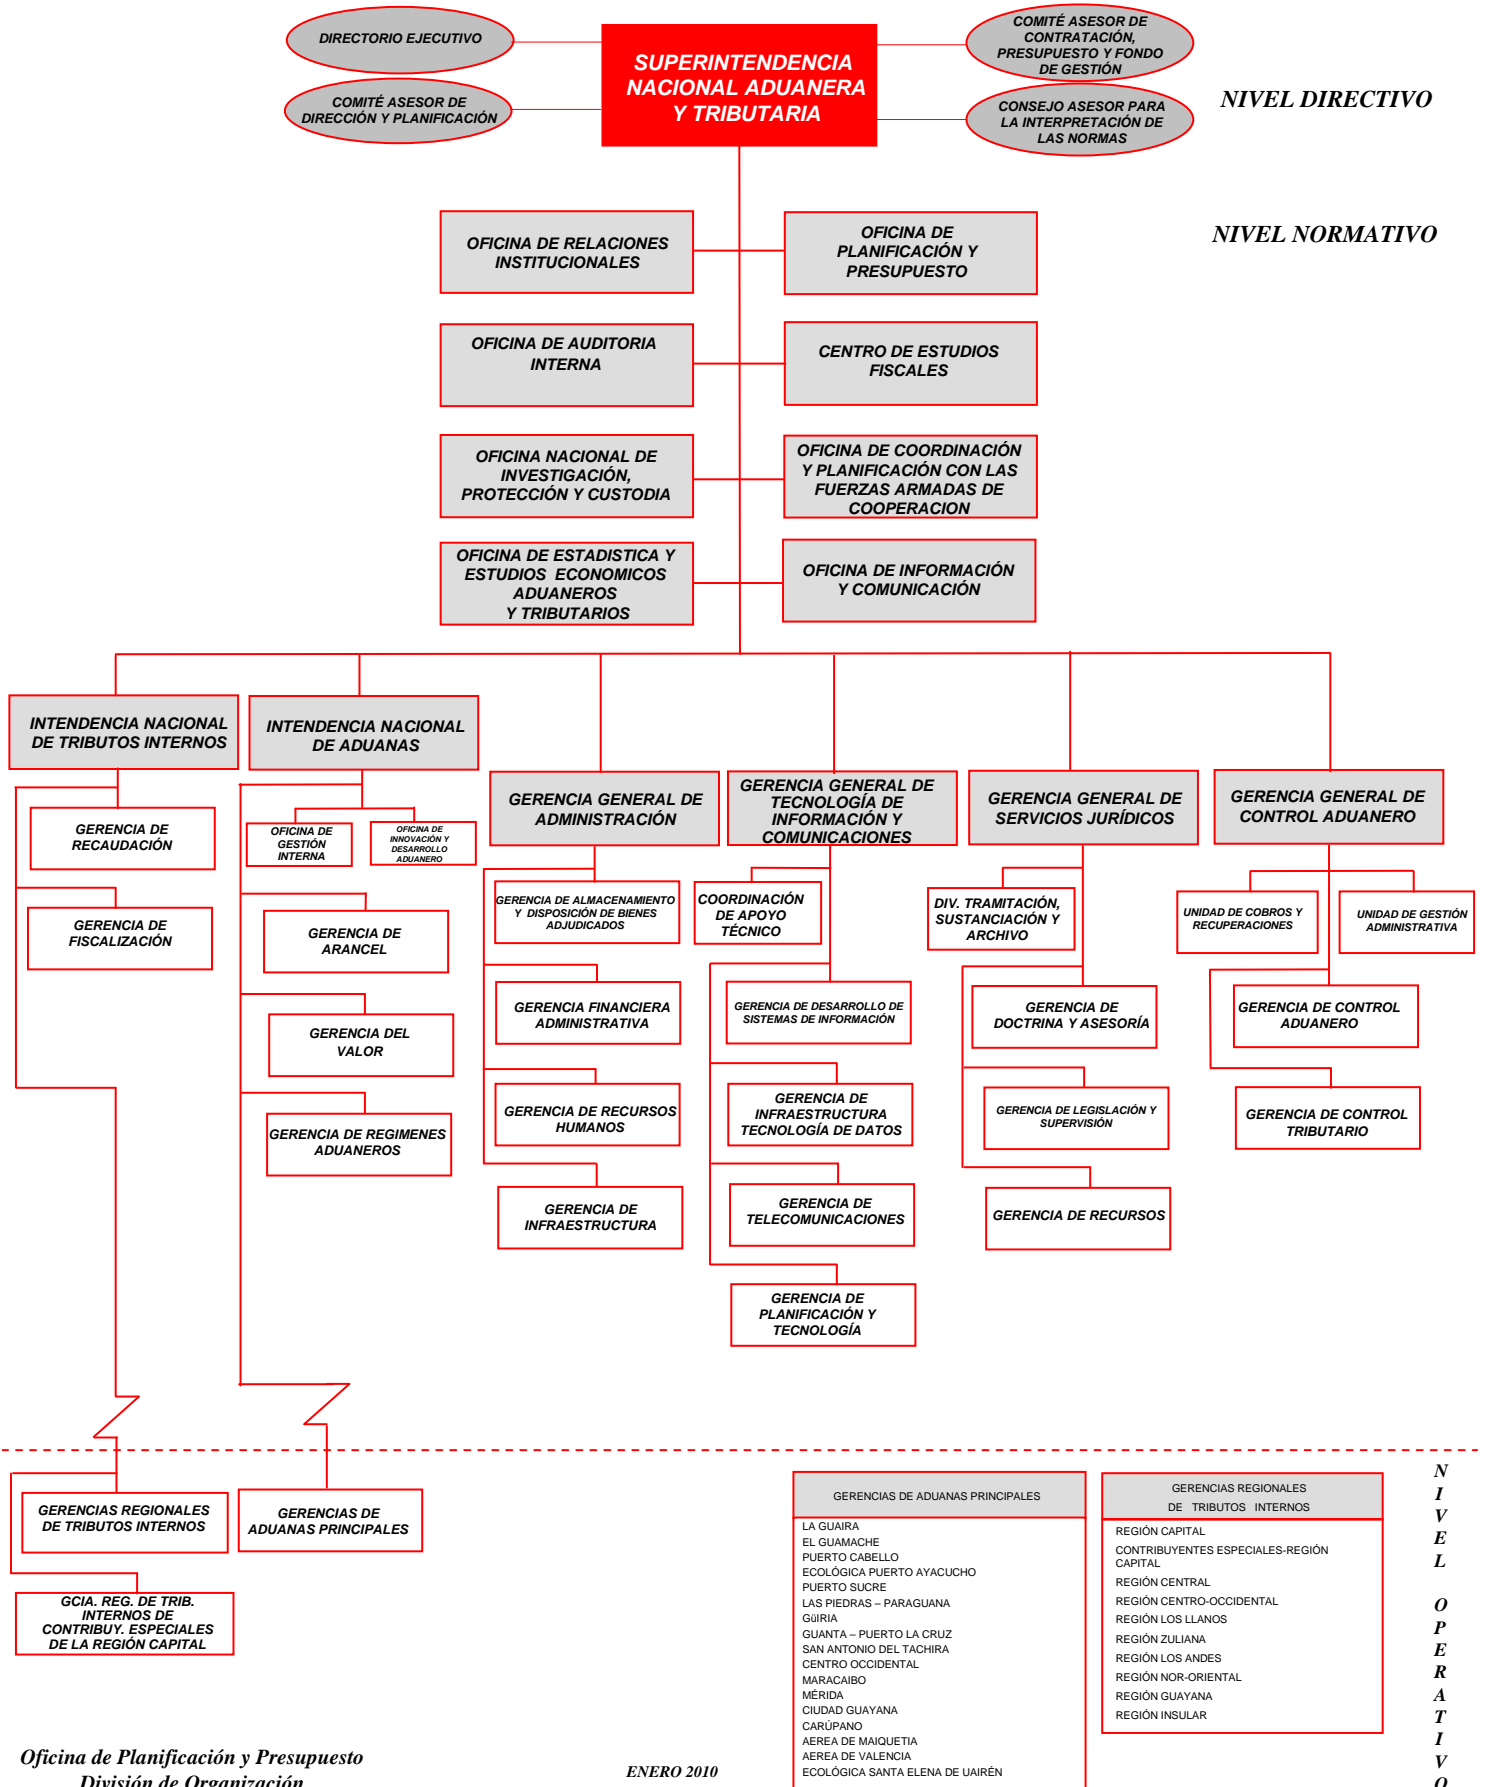 DIRECTORIO EJECUTIVO
COMITÉ ASESOR DE
DIRECCIÓN Y PLANIFICACIÓN
SUPERINTENDENCIA
NACIONAL ADUANERA
Y TRIBUTARIA
COMITÉ ASESOR DE
CONTRATACIÓN,
PRESUPUESTO Y FONDO
DE GESTIÓN
CONSEJO ASESOR PARA
LA INTERPRETACIÓN DE
LAS NORMAS
NIVEL DIRECTIVO
NIVEL NORMATIVO
OFICINA DE RELACIONES
INSTITUCIONALES
OFICINA DE
PLANIFICACIÓN Y
PRESUPUESTO
OFICINA DE AUDITORIA
INTERNA
CENTRO DE ESTUDIOS
FISCALES
OFICINA NACIONAL DE
INVESTIGACIÓN,
PROTECCIÓN Y CUSTODIA
OFICINA DE COORDINACIÓN
Y PLANIFICACIÓN CON LAS
FUERZAS ARMADAS DE
COOPERACION
OFICINA DE ESTADISTICA Y
ESTUDIOS ECONOMICOS
ADUANEROS
Y TRIBUTARIOS
OFICINA DE INFORMACIÓN
Y COMUNICACIÓN
INTENDENCIA NACIONAL
DE TRIBUTOS INTERNOS
GERENCIA DE
RECAUDACIÓN
GERENCIA DE
FISCALIZACIÓN
INTENDENCIA NACIONAL
DE ADUANAS
OFICINA DE
GESTIÓN
INTERNA
OFICINA DE
INNOVACIÓN Y
DESARROLLO
ADUANERO
GERENCIA DE
ARANCEL
GERENCIA DEL
VALOR
GERENCIA DE REGIMENES
ADUANEROS
GERENCIA GENERAL DE
ADMINISTRACIÓN
GERENCIA DE ALMACENAMIENTO
Y DISPOSICIÓN DE BIENES
ADJUDICADOS
GERENCIA FINANCIERA
ADMINISTRATIVA
GERENCIA DE RECURSOS
HUMANOS
GERENCIA DE
INFRAESTRUCTURA
GERENCIA GENERAL DE
TECNOLOGÍA DE
INFORMACIÓN Y
COMUNICACIONES
COORDINACIÓN
DE APOYO
TÉCNICO
GERENCIA DE DESARROLLO DE
SISTEMAS DE INFORMACIÓN
GERENCIA DE
INFRAESTRUCTURA
TECNOLOGÍA DE DATOS
GERENCIA DE
TELECOMUNICACIONES
GERENCIA DE
PLANIFICACIÓN Y
TECNOLOGÍA
GERENCIA GENERAL DE
SERVICIOS JURÍDICOS
DIV. TRAMITACIÓN,
SUSTANCIACIÓN Y
ARCHIVO
GERENCIA DE
DOCTRINA Y ASESORÍA
GERENCIA DE LEGISLACIÓN Y
SUPERVISIÓN
GERENCIA DE RECURSOS
GERENCIA GENERAL DE
CONTROL ADUANERO
UNIDAD DE COBROS Y
RECUPERACIONES
UNIDAD DE GESTIÓN
ADMINISTRATIVA
GERENCIA DE CONTROL
ADUANERO
GERENCIA DE CONTROL
TRIBUTARIO
GERENCIAS REGIONALES
DE TRIBUTOS INTERNOS
GERENCIAS DE
ADUANAS PRINCIPALES
GCIA. REG. DE TRIB.
INTERNOS DE
CONTRIBUY. ESPECIALES
DE LA REGIÓN CAPITAL
GERENCIAS DE ADUANAS PRINCIPALES
LA GUAIRA
EL GUAMACHE
PUERTO CABELLO
ECOLÓGICA PUERTO AYACUCHO
PUERTO SUCRE
LAS PIEDRAS – PARAGUANA
GüIRIA
GUANTA – PUERTO LA CRUZ
SAN ANTONIO DEL TACHIRA
CENTRO OCCIDENTAL
MARACAIBO
MÉRIDA
CIUDAD GUAYANA
CARÚPANO
AEREA DE MAIQUETIA
AEREA DE VALENCIA
ECOLÓGICA SANTA ELENA DE UAIRÉN
GERENCIAS REGIONALES
DE TRIBUTOS INTERNOS
REGIÓN CAPITAL
CONTRIBUYENTES ESPECIALES-REGIÓN
CAPITAL
REGIÓN CENTRAL
REGIÓN CENTRO-OCCIDENTAL
REGIÓN LOS LLANOS
REGIÓN ZULIANA
REGIÓN LOS ANDES
REGIÓN NOR-ORIENTAL
REGIÓN GUAYANA
REGIÓN INSULAR
NIVEL OPERATIVO
Oficina de Planificación y Presupuesto
División de Organización
ENERO 2010